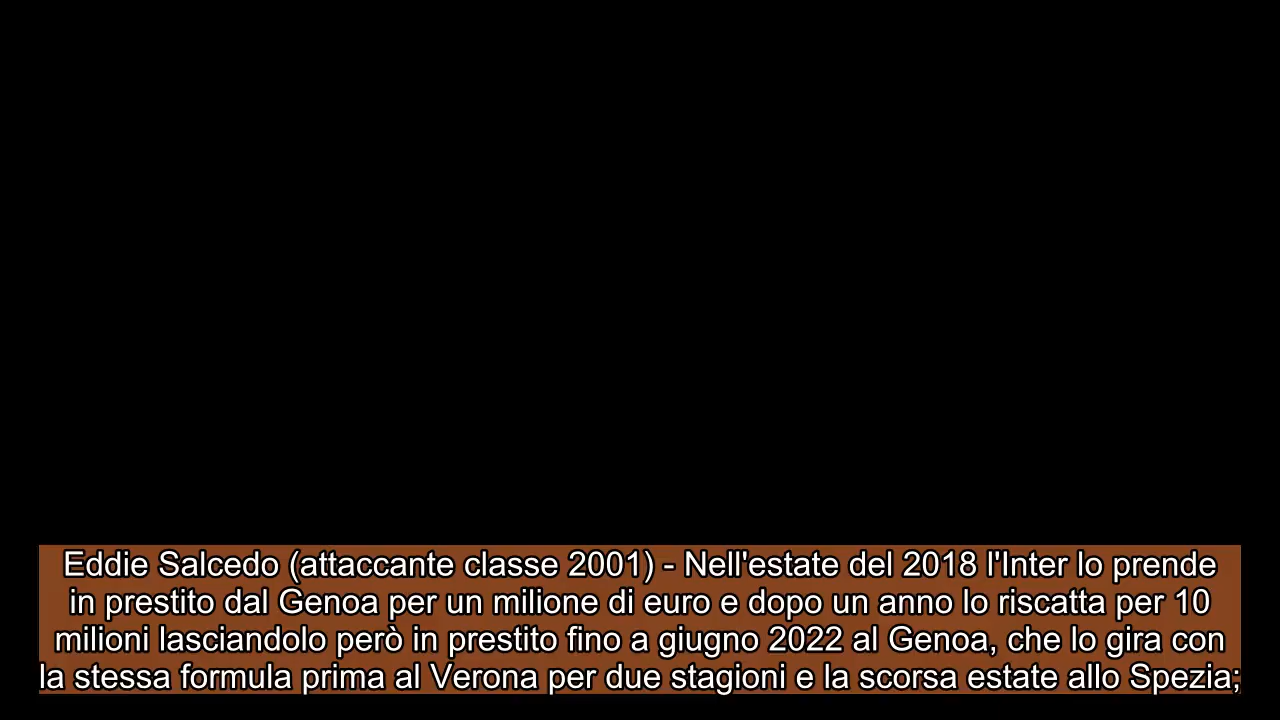 Eddie Salcedo (attaccante classe 2001) - Nell'estate del 2018 l'Inter lo prende
in prestito dal Genoa per un milione di euro e dopo un anno lo riscatta per 10
milioni lasciandolo però in prestito fino a giugno 2022 al Genoa, che lo gira con
la stessa formula prima al Verona per due stagioni e la scorsa estate allo Spezia;